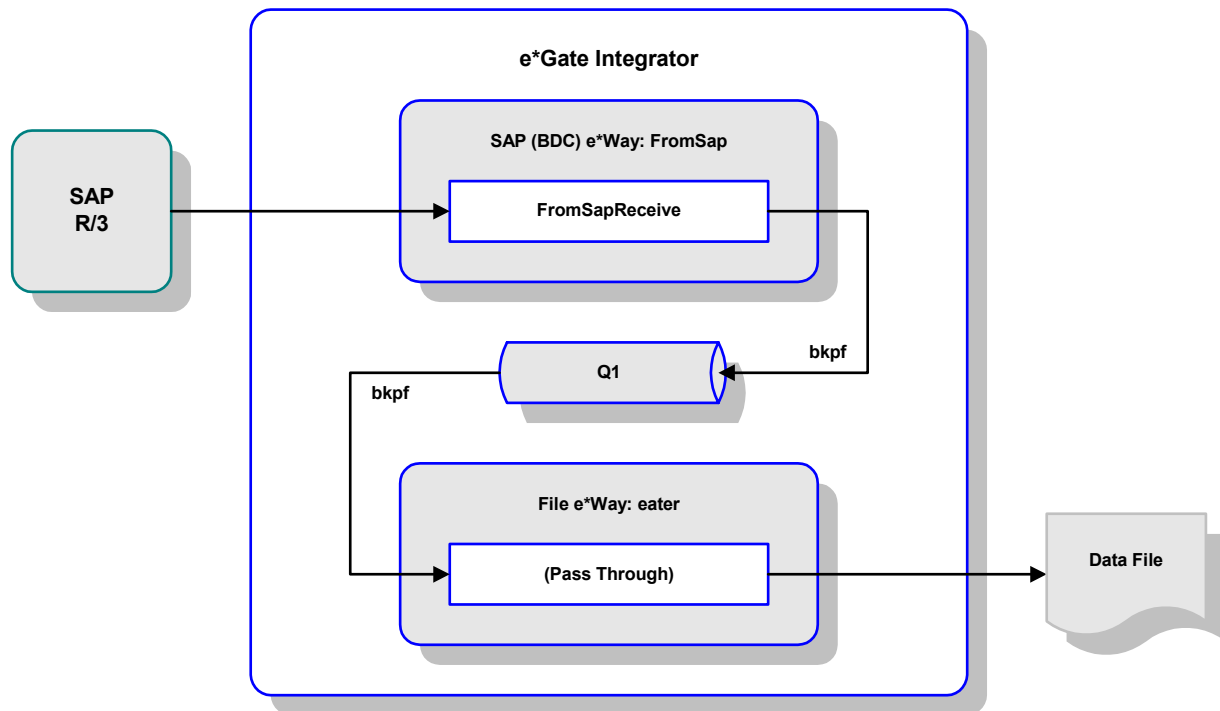 e*Gate Integrator
SAP (BDC) e*Way: FromSap
SAP
R/3
FromSapReceive
bkpf
Q1
bkpf
File e*Way: eater
(Pass Through)
Data File